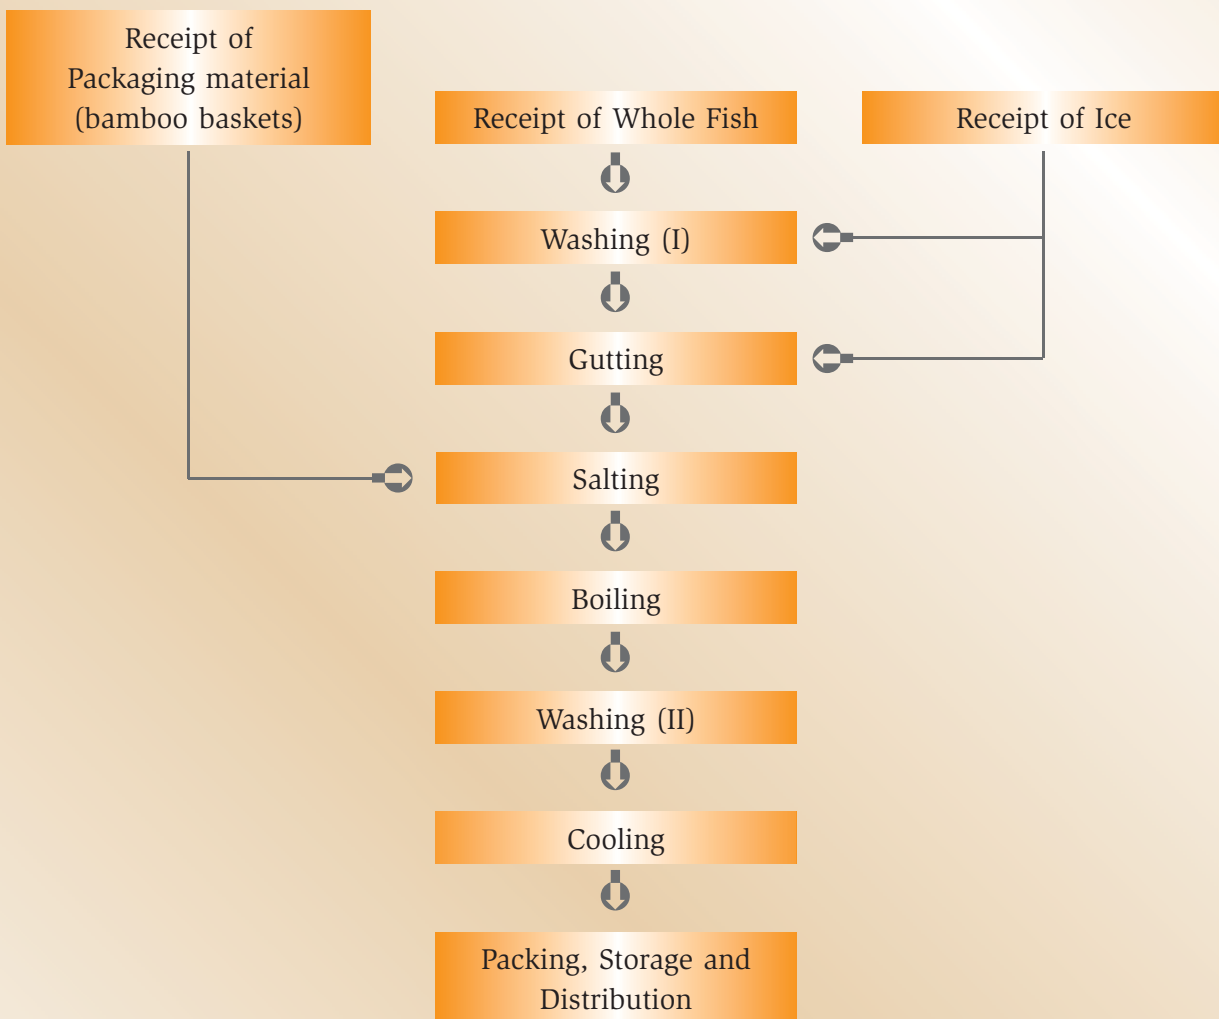 Receipt of
Packaging material
(bamboo baskets)
Receipt of Whole Fish
Receipt of Ice
Washing (I)
Gutting
Salting
Boiling
Washing (II)
Cooling
Packing, Storage and
Distribution